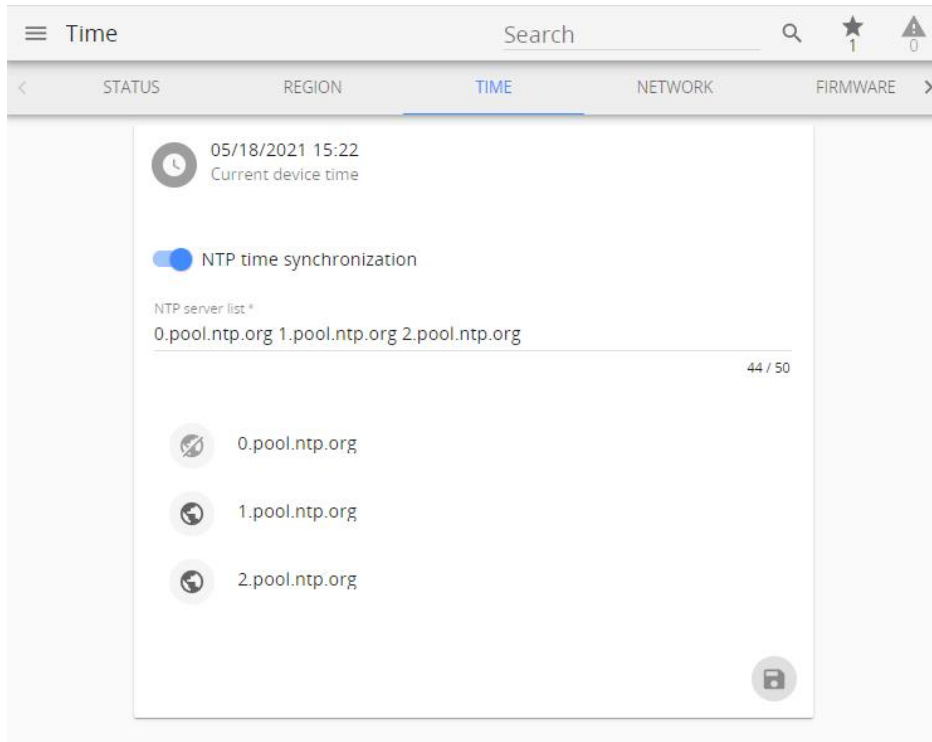 Time
Search
1
0
STATUS
REGION
TIME
NETWORK
FIRMWARE
05/18/2021 15:22
Current device time
NTP time synchronization
NTP server list *
0.pool.ntp.org 1.pool.ntp.org 2.pool.ntp.org
44 / 50
0.pool.ntp.org
1.pool.ntp.org
2.pool.ntp.org